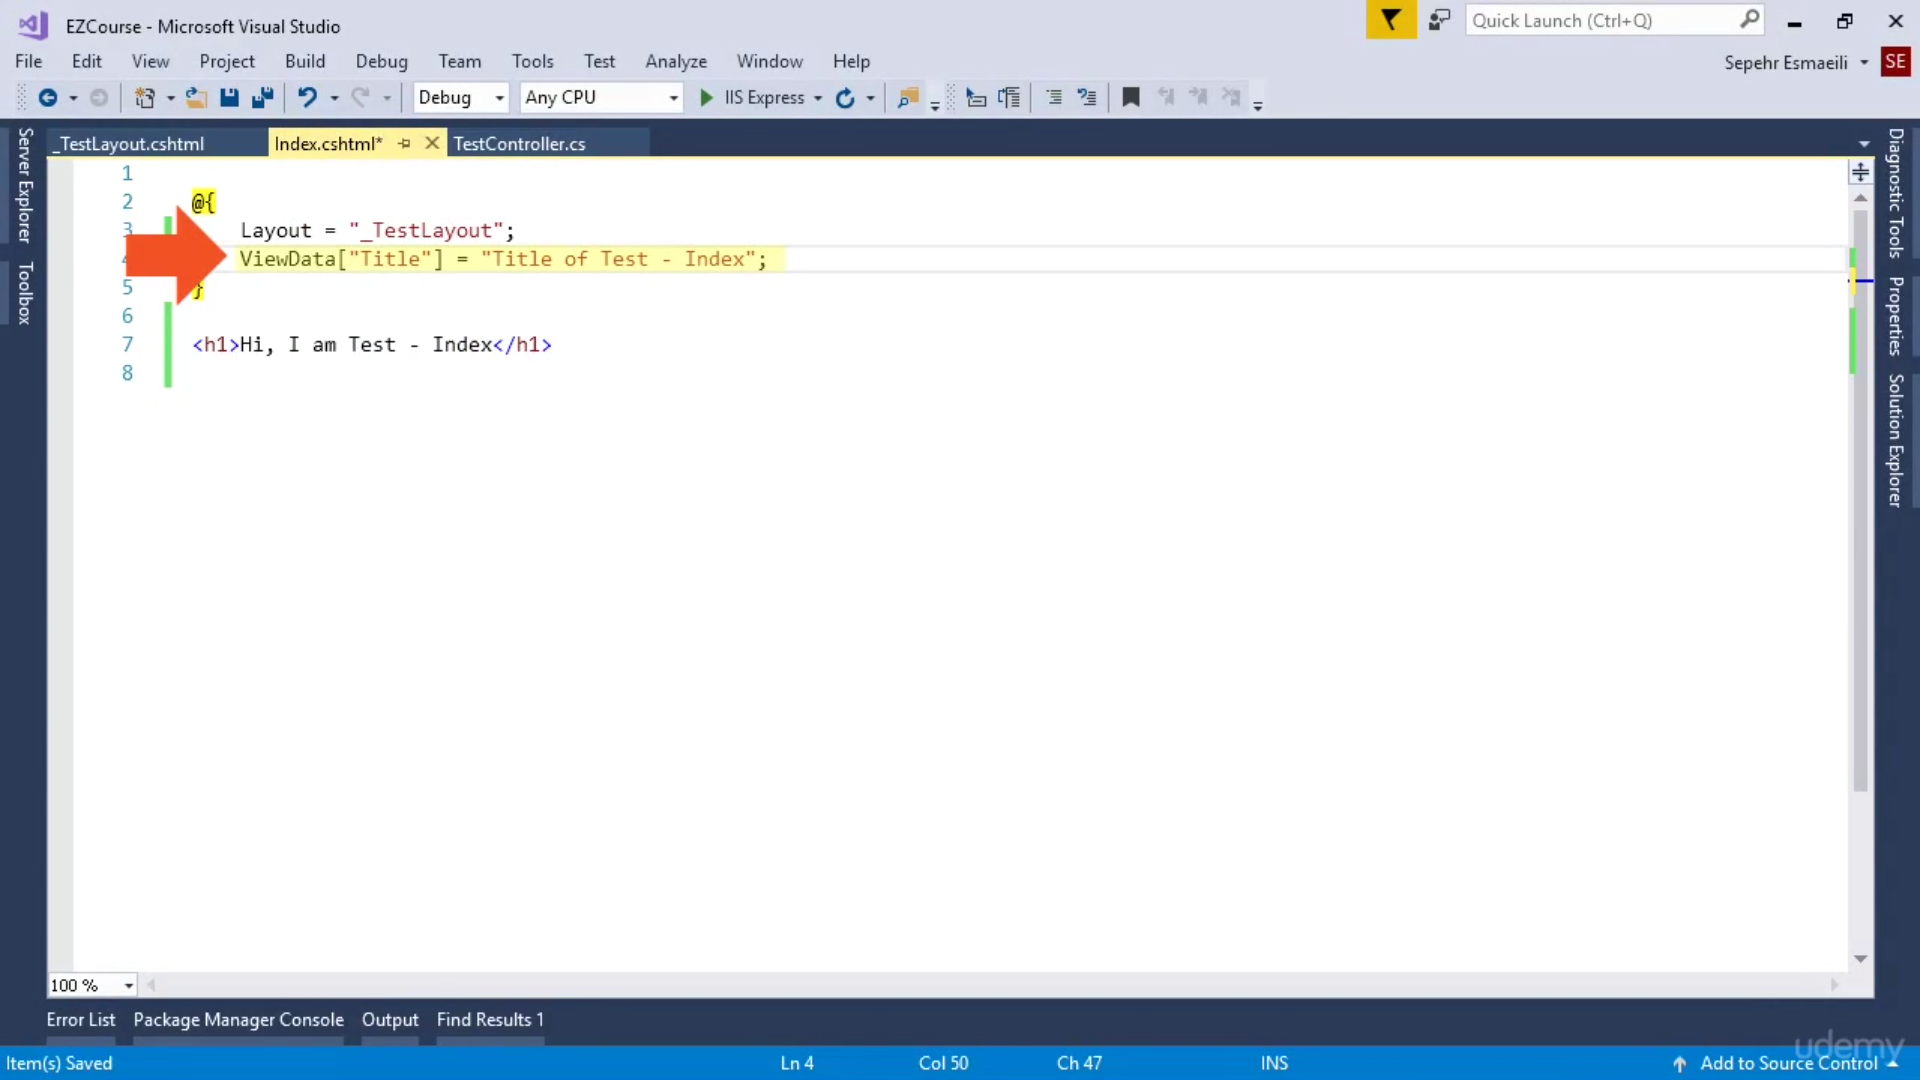 EZCourse - Microsoft Visual Studio
Quick Launch (Ctrl+Q)
File Edit View Project Build Debug Team Tools Test Analyze Window Help
Sepehr Esmaeili SE
Debug Any CPU IIS Express
_TestLayout.cshtml Index.cshtml* TestController.cs
Server Explorer
Toolbox
Diagnostic Tools
Properties
Solution Explorer
1
2 @{
3 Layout = "_TestLayout";
ViewData["Title"] = "Title of Test - Index";
5 }
6
7 <h1>Hi, I am Test - Index</h1>
8
100 %
Error List Package Manager Console Output Find Results 1
Item(s) Saved Ln 4 Col 50 Ch 47 INS Add to Source Control
udemy